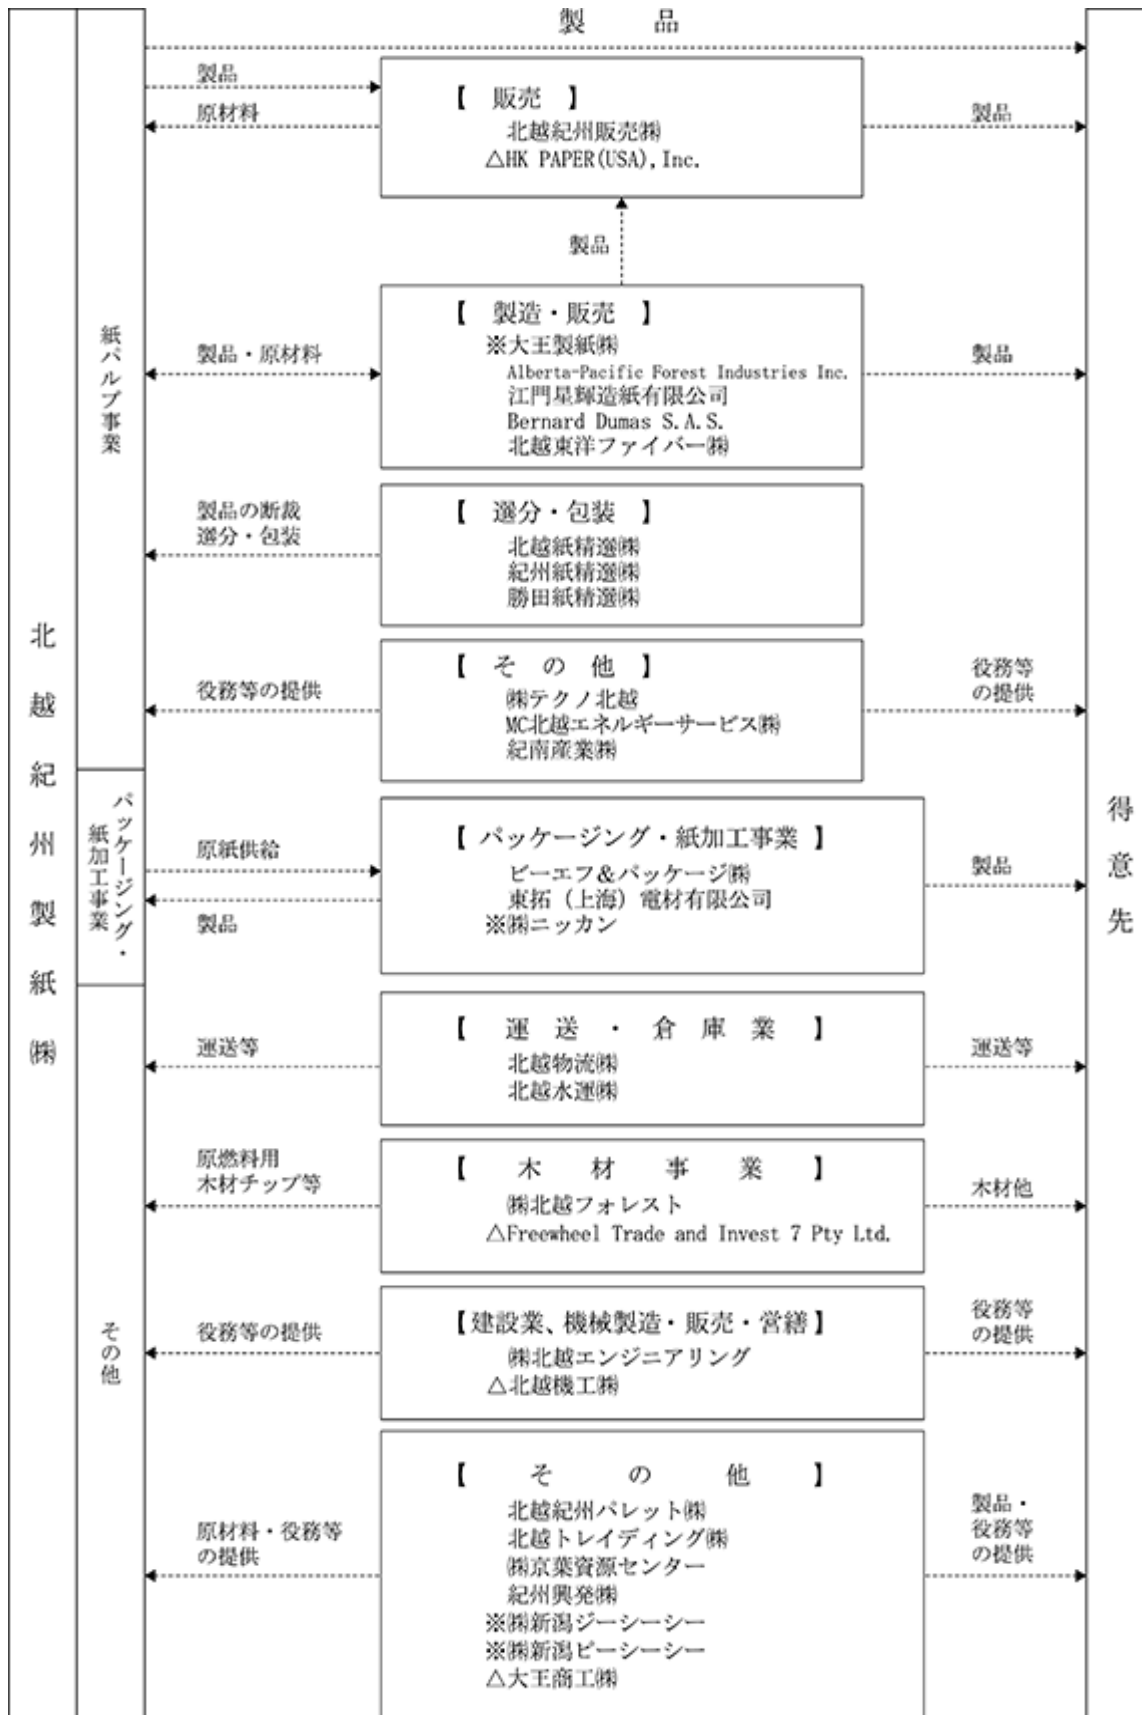 製品
製品
原材料
【 販売 】
北越紀州販売㈱
△HK PAPER(USA), Inc.
製品
製品
紙パルプ事業
製品・原材料
【 製造・販売 】
※大王製紙㈱
Alberta-Pacific Forest Industries Inc.
江門星輝造紙有限公司
Bernard Dumas S.A.S.
北越東洋ファイバー㈱
製品
製品の断裁
選分・包装
【 選分・包装 】
北越紙精選㈱
紀州紙精選㈱
勝田紙精選㈱
北越紀州製紙㈱
役務等の提供
【 その他 】
㈱テクノ北越
MC北越エネルギーサービス㈱
紀南産業㈱
役務等
の提供
パッケージング・
紙加工事業
原紙供給
製品
【 パッケージング・紙加工事業 】
ビーエフ&パッケージ㈱
東拓（上海）電材有限公司
※㈱ニッカン
製品
得意先
運送等
【 運送・倉庫業 】
北越物流㈱
北越水運㈱
運送等
原燃料用
木材チップ等
【 木材事業 】
㈱北越フォレスト
△Freewheel Trade and Invest 7 Pty Ltd.
木材他
その他
役務等の提供
【建設業、機械製造・販売・営繕】
㈱北越エンジニアリング
△北越機工㈱
役務等
の提供
原材料・役務等
の提供
【 その他 】
北越紀州パレット㈱
北越トレイディング㈱
㈱京葉資源センター
紀州興発㈱
※㈱新潟ジーシーシー
※㈱新潟ピーシーシー
△大王商工㈱
製品・
役務等
の提供